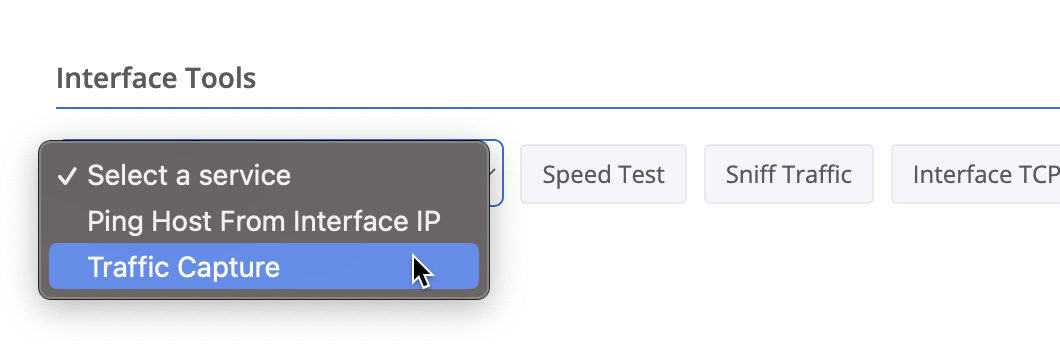 Interface Tools
✓ Select a service
Ping Host From Interface IP
Traffic Capture
Speed Test
Sniff Traffic
Interface TCP